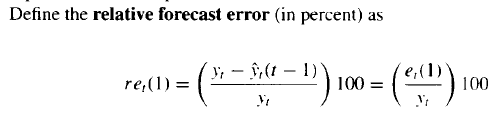 Define the relative forecast error (in percent) as
re_t(1) = ( (y_t − ŷ_t(t − 1)) / y_t ) 100 = ( e_t(1) / y_t ) 100